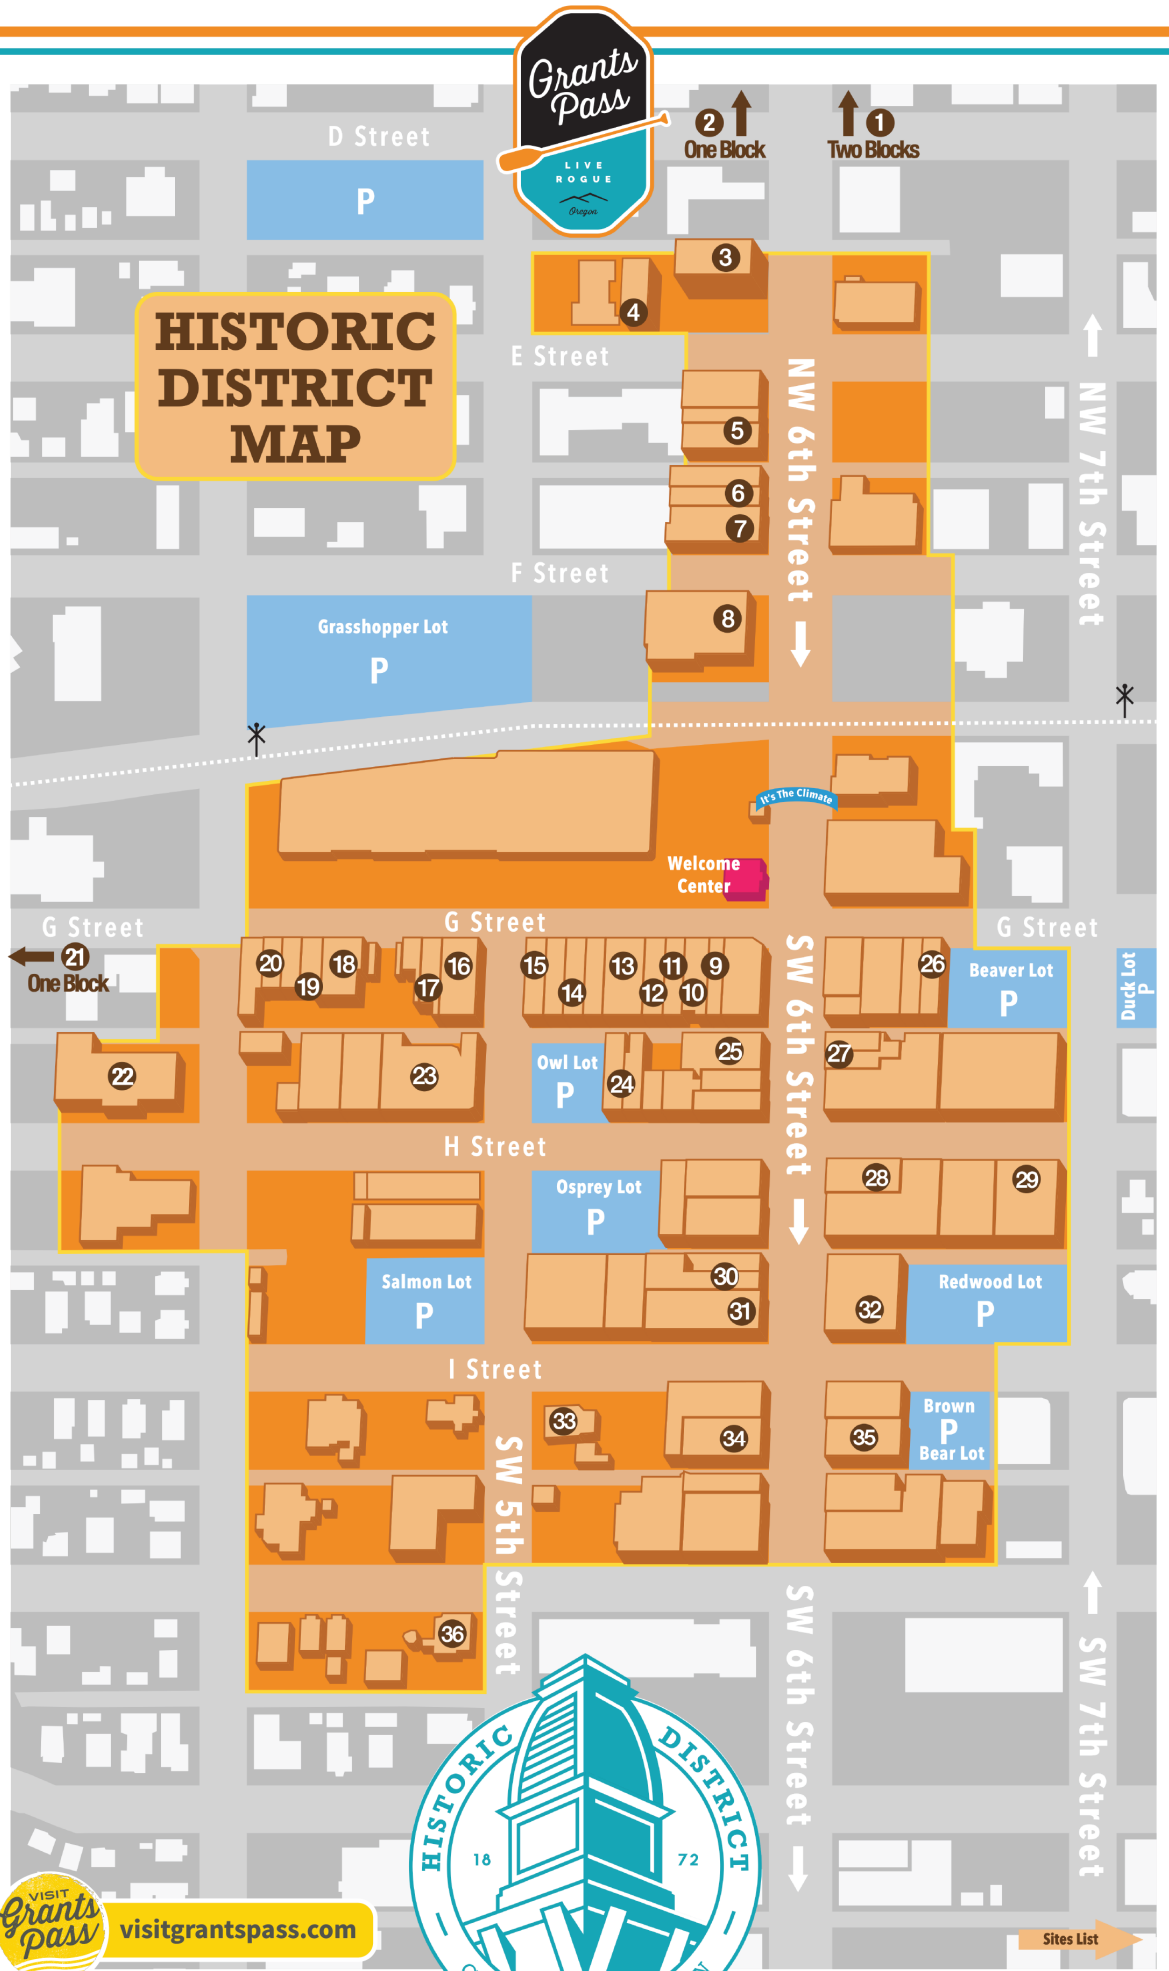 Grants
Pass
LIVE
ROGUE
Oregon
2
One Block
1
Two Blocks
D Street
P
3
4
HISTORIC
DISTRICT
MAP
E Street
NW 6th Street
NW 7th Street
5
6
7
F Street
8
Grasshopper Lot
P
It's The Climate
Welcome
Center
G Street
G Street
G Street
21
One Block
20
19
18
17
16
15
14
13
12
11
10
9
26
Beaver Lot
P
Duck Lot
P
SW 6th Street
22
23
Owl Lot
P
24
25
27
H Street
Osprey Lot
P
28
29
Salmon Lot
P
30
31
32
Redwood Lot
P
I Street
33
34
35
Brown
P
Bear Lot
SW 5th Street
36
SW 6th Street
SW 7th Street
HISTORIC DISTRICT
18
72
VISIT
Grants
Pass
visitgrantspass.com
Sites List